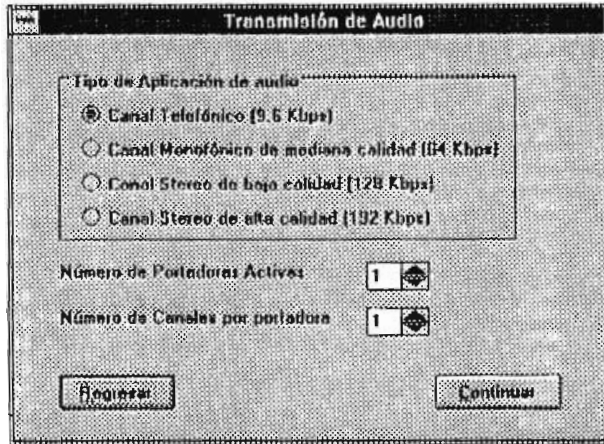 Transmisión de Audio
Tipo de Aplicación de audio
Canal Telefónico (9.6 Kbps)
Canal Monofónico de mediana calidad (64 Kbps)
Canal Stereo de baja calidad (128 Kbps)
Canal Stereo de alta calidad (192 Kbps)
Número de Portadoras Activas 1
Número de Canales por portadora 1
Regresar
Continuar